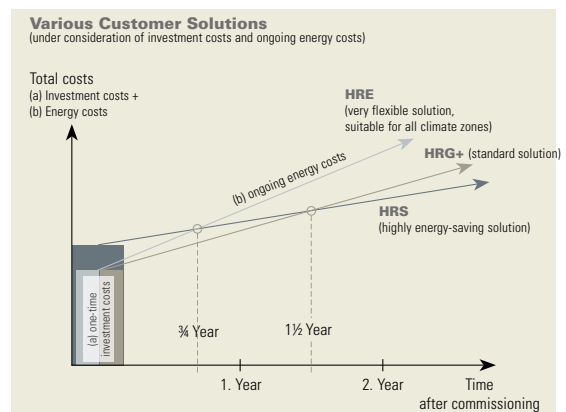 Various Customer Solutions
(under consideration of investment costs and ongoing energy costs)
Total costs
(a) Investment costs +
(b) Energy costs
HRE
(very flexible solution,
suitable for all climate zones)
HRG+ (standard solution)
(b) ongoing energy costs
HRS
(highly energy-saving solution)
(a) one-time
investment costs
¾ Year
1½ Year
1. Year
2. Year
Time
after commissioning